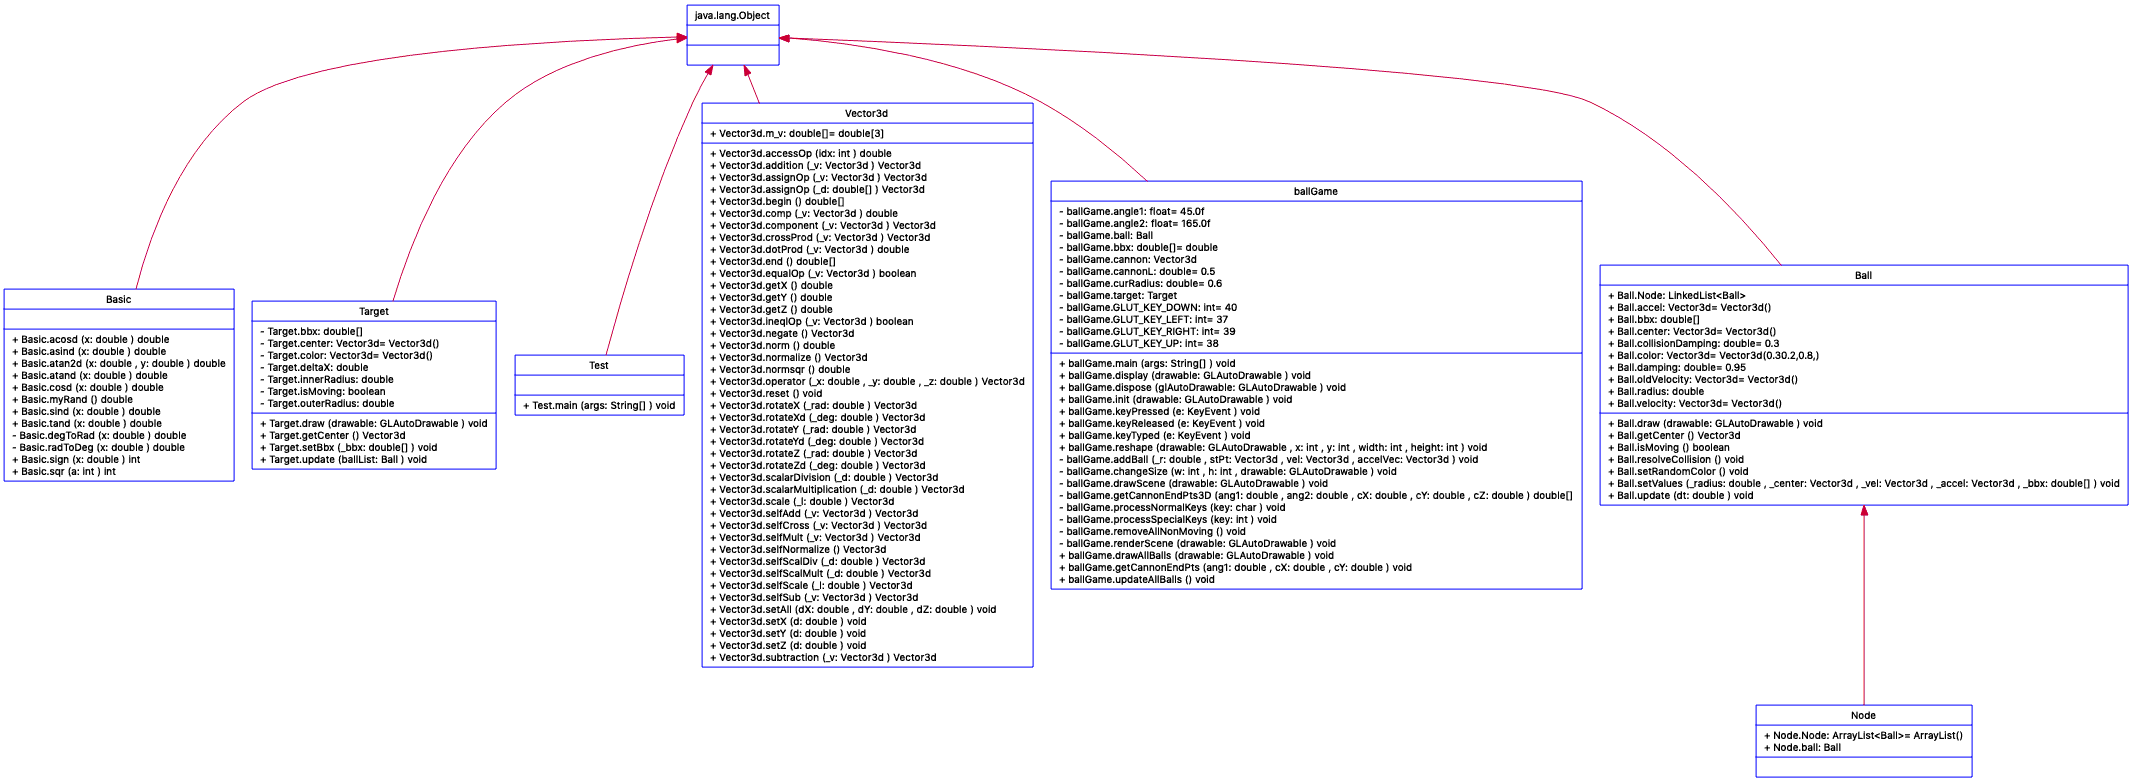 java.lang.Object
Basic
+ Basic.acosd (x: double ) double
+ Basic.asind (x: double ) double
+ Basic.atan2d (x: double , y: double ) double
+ Basic.atand (x: double ) double
+ Basic.cosd (x: double ) double
+ Basic.myRand () double
+ Basic.sind (x: double ) double
+ Basic.tand (x: double ) double
- Basic.degToRad (x: double ) double
- Basic.radToDeg (x: double ) double
+ Basic.sign (x: double ) int
+ Basic.sqr (a: int ) int
Target
- Target.bbx: double[]
- Target.center: Vector3d= Vector3d()
- Target.color: Vector3d= Vector3d()
- Target.deltaX: double
- Target.innerRadius: double
- Target.isMoving: boolean
- Target.outerRadius: double
+ Target.draw (drawable: GLAutoDrawable ) void
+ Target.getCenter () Vector3d
+ Target.setBbx (_bbx: double[] ) void
+ Target.update (ballList: Ball ) void
Test
+ Test.main (args: String[] ) void
Vector3d
+ Vector3d.m_v: double[]= double[3]
+ Vector3d.accessOp (idx: int ) double
+ Vector3d.addition (_v: Vector3d ) Vector3d
+ Vector3d.assignOp (_v: Vector3d ) Vector3d
+ Vector3d.assignOp (_d: double[] ) Vector3d
+ Vector3d.begin () double[]
+ Vector3d.comp (_v: Vector3d ) double
+ Vector3d.component (_v: Vector3d ) Vector3d
+ Vector3d.crossProd (_v: Vector3d ) Vector3d
+ Vector3d.dotProd (_v: Vector3d ) double
+ Vector3d.end () double[]
+ Vector3d.equalOp (_v: Vector3d ) boolean
+ Vector3d.getX () double
+ Vector3d.getY () double
+ Vector3d.getZ () double
+ Vector3d.ineqlOp (_v: Vector3d ) boolean
+ Vector3d.negate () Vector3d
+ Vector3d.norm () double
+ Vector3d.normalize () Vector3d
+ Vector3d.normsqr () double
+ Vector3d.operator (_x: double , _y: double , _z: double ) Vector3d
+ Vector3d.reset () void
+ Vector3d.rotateX (_rad: double ) Vector3d
+ Vector3d.rotateXd (_deg: double ) Vector3d
+ Vector3d.rotateY (_rad: double ) Vector3d
+ Vector3d.rotateYd (_deg: double ) Vector3d
+ Vector3d.rotateZ (_rad: double ) Vector3d
+ Vector3d.rotateZd (_deg: double ) Vector3d
+ Vector3d.scalarDivision (_d: double ) Vector3d
+ Vector3d.scalarMultiplication (_d: double ) Vector3d
+ Vector3d.scale (_l: double ) Vector3d
+ Vector3d.selfAdd (_v: Vector3d ) Vector3d
+ Vector3d.selfCross (_v: Vector3d ) Vector3d
+ Vector3d.selfMult (_v: Vector3d ) Vector3d
+ Vector3d.selfNormalize () Vector3d
+ Vector3d.selfScalDiv (_d: double ) Vector3d
+ Vector3d.selfScalMult (_d: double ) Vector3d
+ Vector3d.selfScale (_l: double ) Vector3d
+ Vector3d.selfSub (_v: Vector3d ) Vector3d
+ Vector3d.setAll (dX: double , dY: double , dZ: double ) void
+ Vector3d.setX (d: double ) void
+ Vector3d.setY (d: double ) void
+ Vector3d.setZ (d: double ) void
+ Vector3d.subtraction (_v: Vector3d ) Vector3d
ballGame
- ballGame.angle1: float= 45.0f
- ballGame.angle2: float= 165.0f
- ballGame.ball: Ball
- ballGame.bbx: double[]= double
- ballGame.cannon: Vector3d
- ballGame.cannonL: double= 0.5
- ballGame.curRadius: double= 0.6
- ballGame.target: Target
- ballGame.GLUT_KEY_DOWN: int= 40
- ballGame.GLUT_KEY_LEFT: int= 37
- ballGame.GLUT_KEY_RIGHT: int= 39
- ballGame.GLUT_KEY_UP: int= 38
+ ballGame.main (args: String[] ) void
+ ballGame.display (drawable: GLAutoDrawable ) void
+ ballGame.dispose (glAutoDrawable: GLAutoDrawable ) void
+ ballGame.init (drawable: GLAutoDrawable ) void
+ ballGame.keyPressed (e: KeyEvent ) void
+ ballGame.keyReleased (e: KeyEvent ) void
+ ballGame.keyTyped (e: KeyEvent ) void
+ ballGame.reshape (drawable: GLAutoDrawable , x: int , y: int , width: int , height: int ) void
- ballGame.addBall (_r: double , stPt: Vector3d , vel: Vector3d , accelVec: Vector3d ) void
- ballGame.changeSize (w: int , h: int , drawable: GLAutoDrawable ) void
- ballGame.drawScene (drawable: GLAutoDrawable ) void
- ballGame.getCannonEndPts3D (ang1: double , ang2: double , cX: double , cY: double , cZ: double ) double[]
- ballGame.processNormalKeys (key: char ) void
- ballGame.processSpecialKeys (key: int ) void
- ballGame.removeAllNonMoving () void
- ballGame.renderScene (drawable: GLAutoDrawable ) void
+ ballGame.drawAllBalls (drawable: GLAutoDrawable ) void
+ ballGame.getCannonEndPts (ang1: double , cX: double , cY: double ) void
+ ballGame.updateAllBalls () void
Ball
+ Ball.Node: LinkedList<Ball>
+ Ball.accel: Vector3d= Vector3d()
+ Ball.bbx: double[]
+ Ball.center: Vector3d= Vector3d()
+ Ball.collisionDamping: double= 0.3
+ Ball.color: Vector3d= Vector3d(0.30.2,0.8,)
+ Ball.damping: double= 0.95
+ Ball.oldVelocity: Vector3d= Vector3d()
+ Ball.radius: double
+ Ball.velocity: Vector3d= Vector3d()
+ Ball.draw (drawable: GLAutoDrawable ) void
+ Ball.getCenter () Vector3d
+ Ball.isMoving () boolean
+ Ball.resolveCollision () void
+ Ball.setRandomColor () void
+ Ball.setValues (_radius: double , _center: Vector3d , _vel: Vector3d , _accel: Vector3d , _bbx: double[] ) void
+ Ball.update (dt: double ) void
Node
+ Node.Node: ArrayList<Ball>= ArrayList()
+ Node.ball: Ball